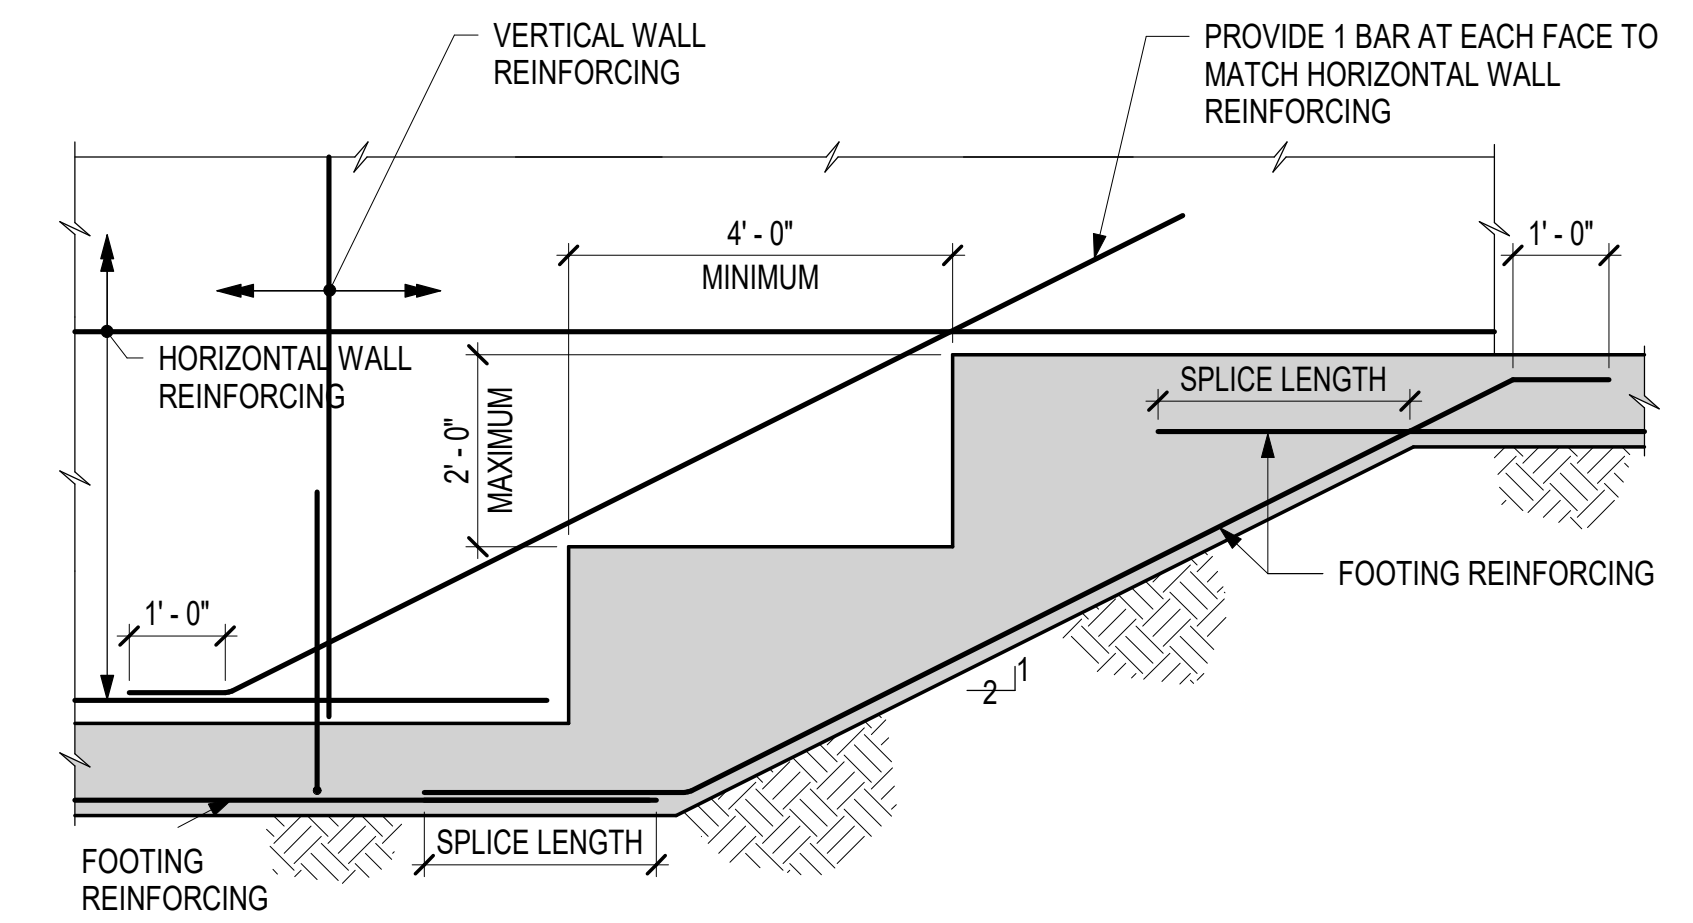 VERTICAL WALL
REINFORCING
PROVIDE 1 BAR AT EACH FACE TO
MATCH HORIZONTAL WALL
REINFORCING
4' - 0"
MINIMUM
1' - 0"
HORIZONTAL WALL
REINFORCING
2' - 0"
MAXIMUM
SPLICE LENGTH
FOOTING REINFORCING
1' - 0"
1
2
SPLICE LENGTH
FOOTING
REINFORCING